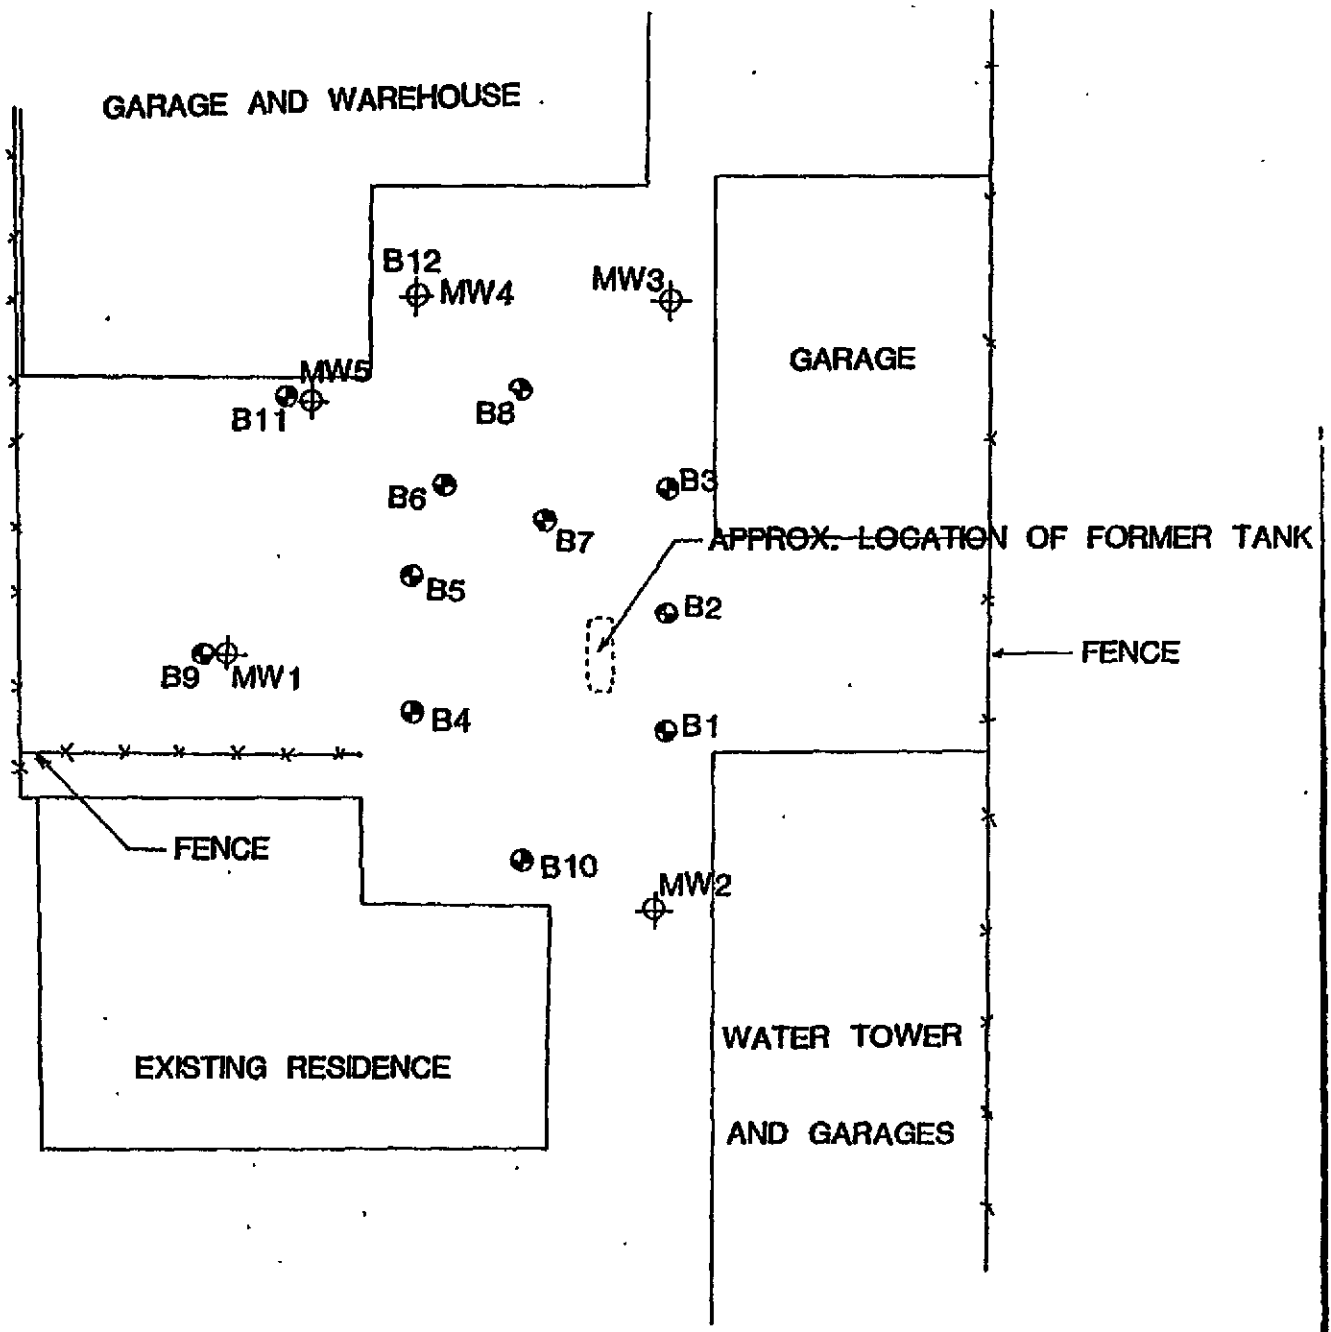 GARAGE AND WAREHOUSE
B12
MW4
MW3
GARAGE
MW5
B11
B8
B6
B3
B7
APPROX. LOCATION OF FORMER TANK
B5
B2
FENCE
B9
MW1
B4
B1
FENCE
B10
MW2
WATER TOWER
EXISTING RESIDENCE
AND GARAGES